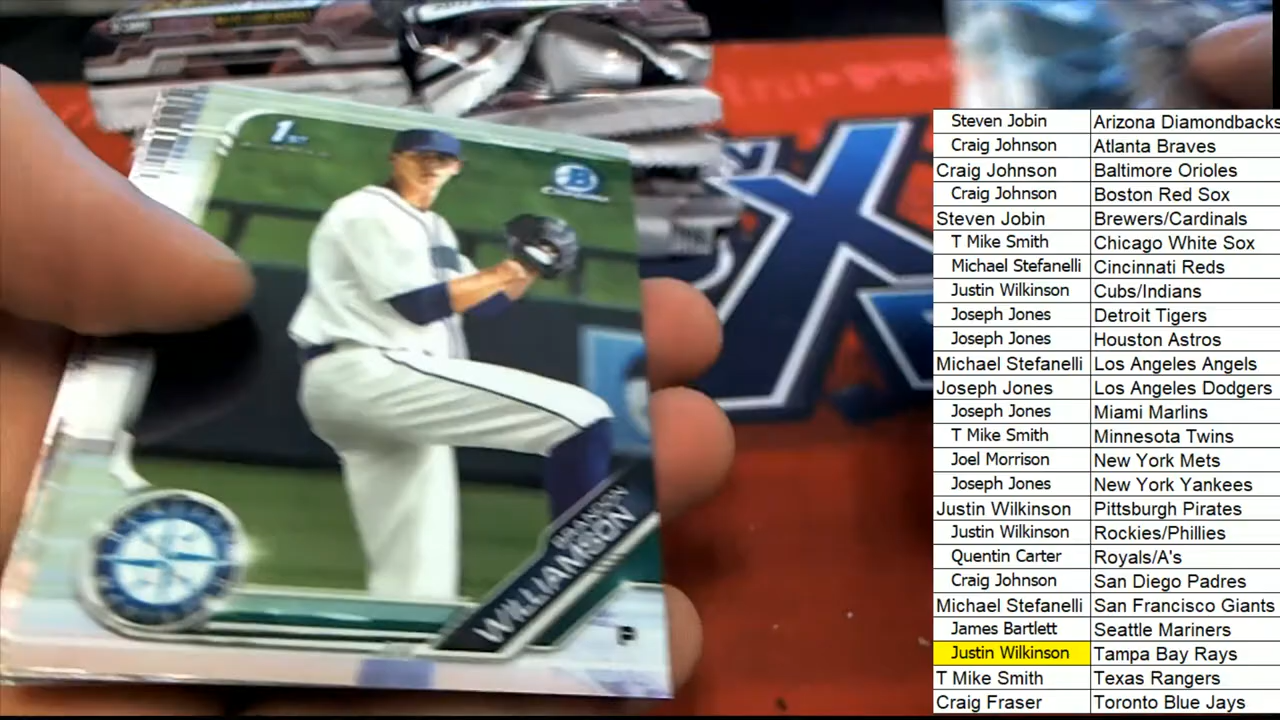 1st
B
Bowman
BRANDON
WILLIAMSON
P
Steven Jobin Arizona Diamondbacks
Craig Johnson Atlanta Braves
Craig Johnson Baltimore Orioles
Craig Johnson Boston Red Sox
Steven Jobin Brewers/Cardinals
T Mike Smith Chicago White Sox
Michael Stefanelli Cincinnati Reds
Justin Wilkinson Cubs/Indians
Joseph Jones Detroit Tigers
Joseph Jones Houston Astros
Michael Stefanelli Los Angeles Angels
Joseph Jones Los Angeles Dodgers
Joseph Jones Miami Marlins
T Mike Smith Minnesota Twins
Joel Morrison New York Mets
Joseph Jones New York Yankees
Justin Wilkinson Pittsburgh Pirates
Justin Wilkinson Rockies/Phillies
Quentin Carter Royals/A's
Craig Johnson San Diego Padres
Michael Stefanelli San Francisco Giants
James Bartlett Seattle Mariners
Justin Wilkinson Tampa Bay Rays
T Mike Smith Texas Rangers
Craig Fraser Toronto Blue Jays